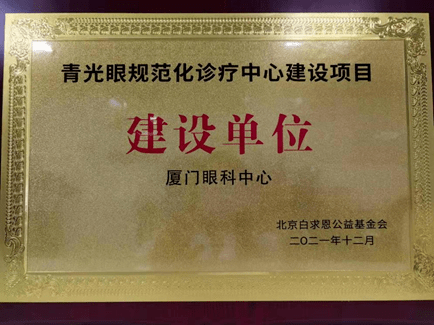 青光眼规范化诊疗中心建设项目
建设单位
厦门眼科中心
北京白求恩公益基金会
二〇二一年十二月